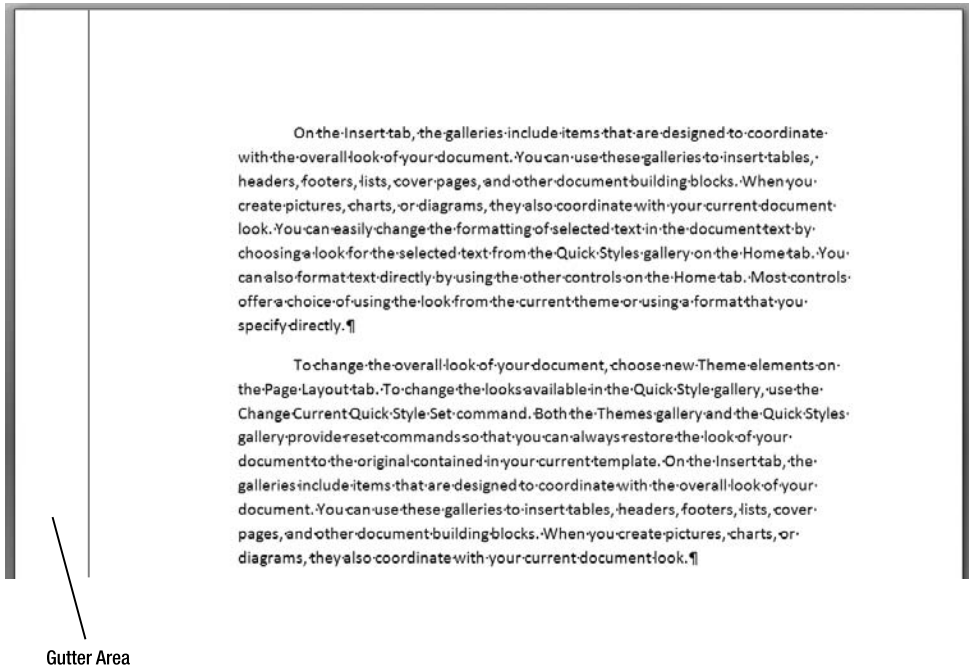 On the Insert tab, the galleries include items that are designed to coordinate
with the overall look of your document. You can use these galleries to insert tables,
headers, footers, lists, cover pages, and other document building blocks. When you
create pictures, charts, or diagrams, they also coordinate with your current document
look. You can easily change the formatting of selected text in the document text by
choosing a look for the selected text from the Quick Styles gallery on the Home tab. You
can also format text directly by using the other controls on the Home tab. Most controls
offer a choice of using the look from the current theme or using a format that you
specify directly.¶
To change the overall look of your document, choose new Theme elements on
the Page Layout tab. To change the looks available in the Quick Style gallery, use the
Change Current Quick Style Set command. Both the Themes gallery and the Quick Styles
gallery provide reset commands so that you can always restore the look of your
document to the original contained in your current template. On the Insert tab, the
galleries include items that are designed to coordinate with the overall look of your
document. You can use these galleries to insert tables, headers, footers, lists, cover
pages, and other document building blocks. When you create pictures, charts, or
diagrams, they also coordinate with your current document look.¶
Gutter Area